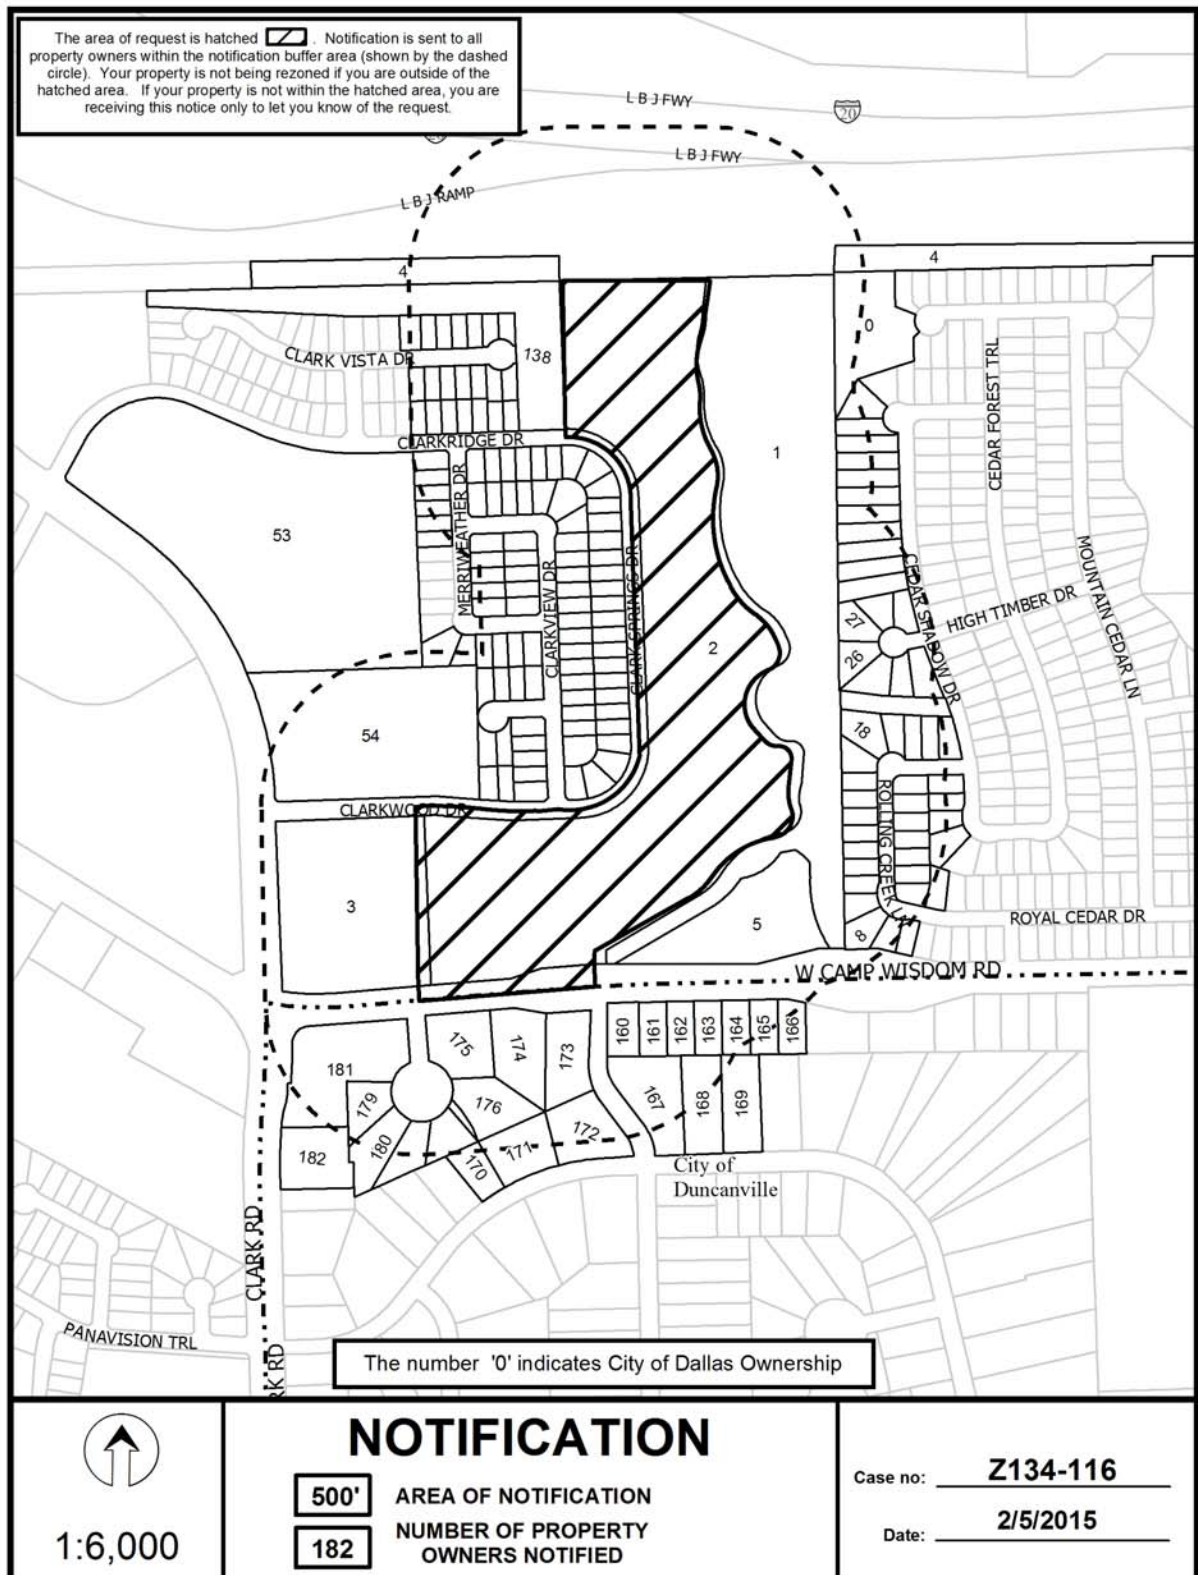 The area of request is hatched . Notification is sent to all
property owners within the notification buffer area (shown by the dashed
circle). Your property is not being rezoned if you are outside of the
hatched area. If your property is not within the hatched area, you are
receiving this notice only to let you know of the request.
L B J FWY
20
L B J FWY
L B J RAMP
4
4
0
138
CLARK VISTA DR
CEDAR FOREST TRL
CLARKRIDGE DR
1
53
MERRIWEATHER DR
CLARKVIEW DR
CLARK SPRINGS DR
MOUNTAIN CEDAR LN
CEDAR SHADOW DR
HIGH TIMBER DR
27
26
2
18
54
CLARKWOOD DR
ROLLING CREEK LN
3
5
8
ROYAL CEDAR DR
W CAMP WISDOM RD
160
161
162
163
164
165
166
175
174
173
181
179
176
167
168
169
180
172
182
171
170
City of
Duncanville
CLARK RD
PANAVISION TRL
RK RD
The number '0' indicates City of Dallas Ownership
1:6,000
NOTIFICATION
500' AREA OF NOTIFICATION
182 NUMBER OF PROPERTY
OWNERS NOTIFIED
Case no: Z134-116
Date: 2/5/2015